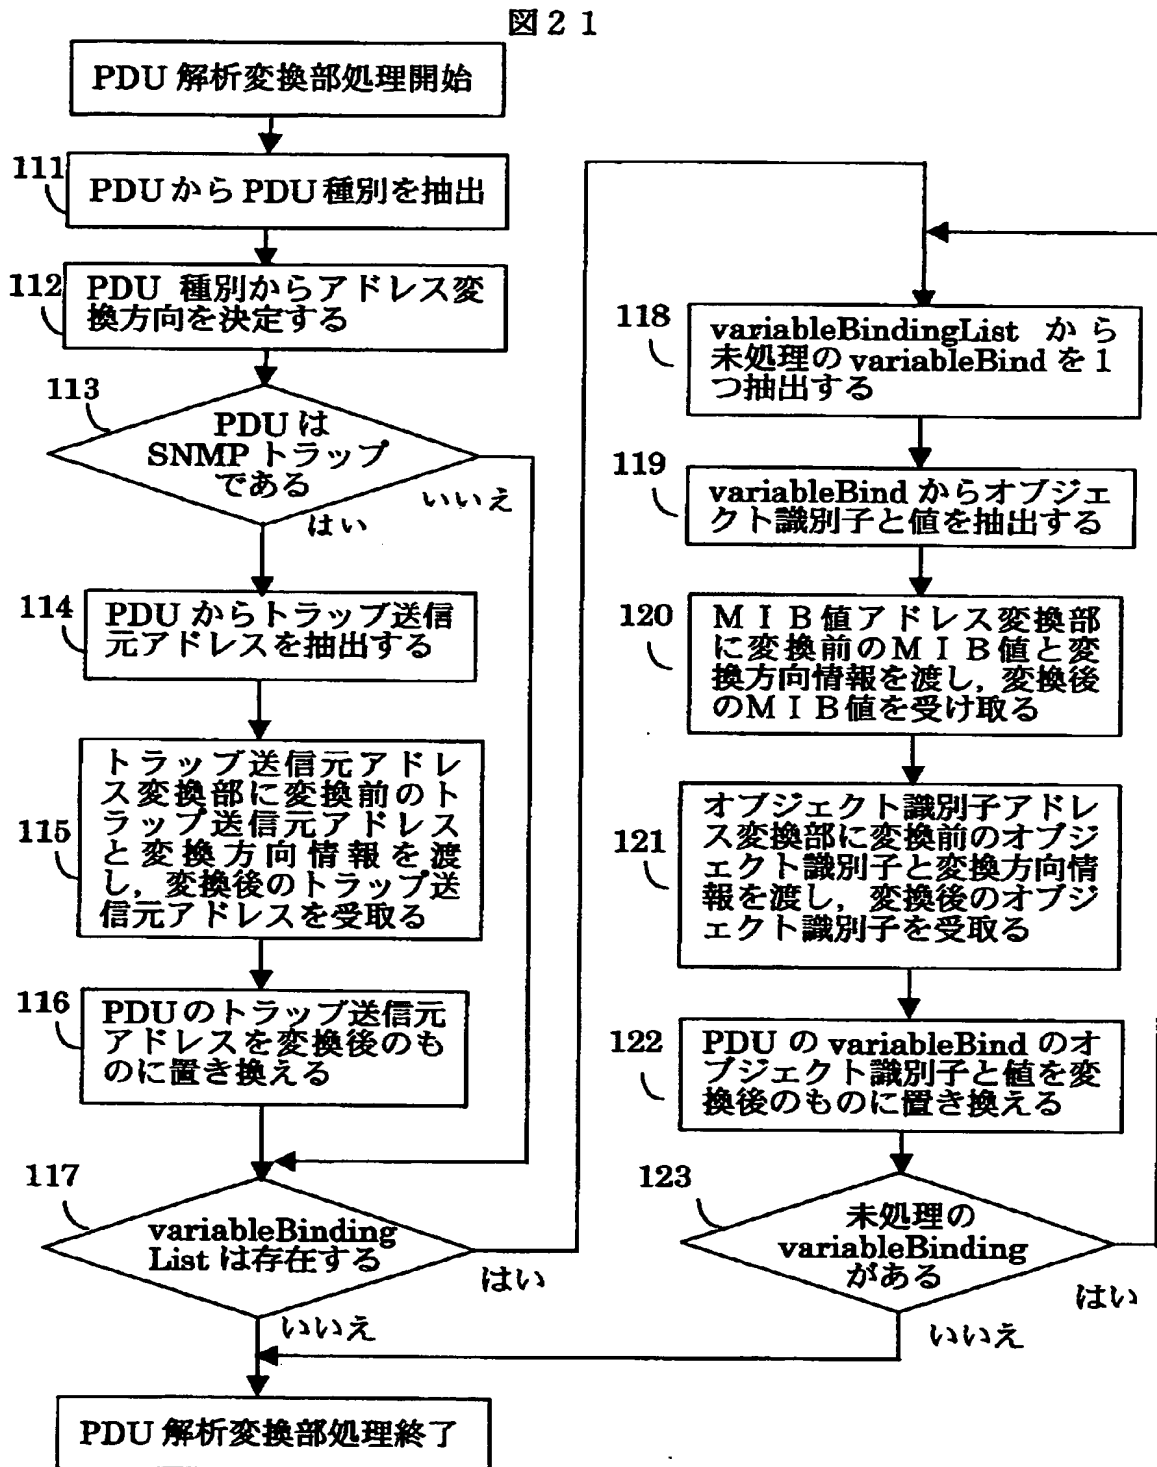 図21
PDU 解析変換部処理開始
111
PDUからPDU種別を抽出
112
PDU 種別からアドレス変
換方向を決定する
113
PDU は
SNMP トラップ
である
いいえ
はい
114
PDU からトラップ送信
元アドレスを抽出する
115
トラップ送信元アドレ
ス変換部に変換前のト
ラップ送信元アドレス
と変換方向情報を渡
し,変換後のトラップ送
信元アドレスを受取る
116
PDUのトラップ送信元
アドレスを変換後のも
のに置き換える
117
variableBinding
List は存在する
はい
いいえ
PDU 解析変換部処理終了
118
variableBindingList から
未処理の variableBind を1
つ抽出する
119
variableBind からオブジェ
クト識別子と値を抽出する
120
MIB値アドレス変換部
に変換前のMIB値と変
換方向情報を渡し,変換後
のMIB値を受け取る
121
オブジェクト識別子アドレ
ス変換部に変換前のオブジ
ェクト識別子と変換方向情
報を渡し,変換後のオブジ
ェクト識別子を受取る
122
PDU の variableBind のオ
ブジェクト識別子と値を変
換後のものに置き換える
123
未処理の
variableBinding
がある
はい
いいえ